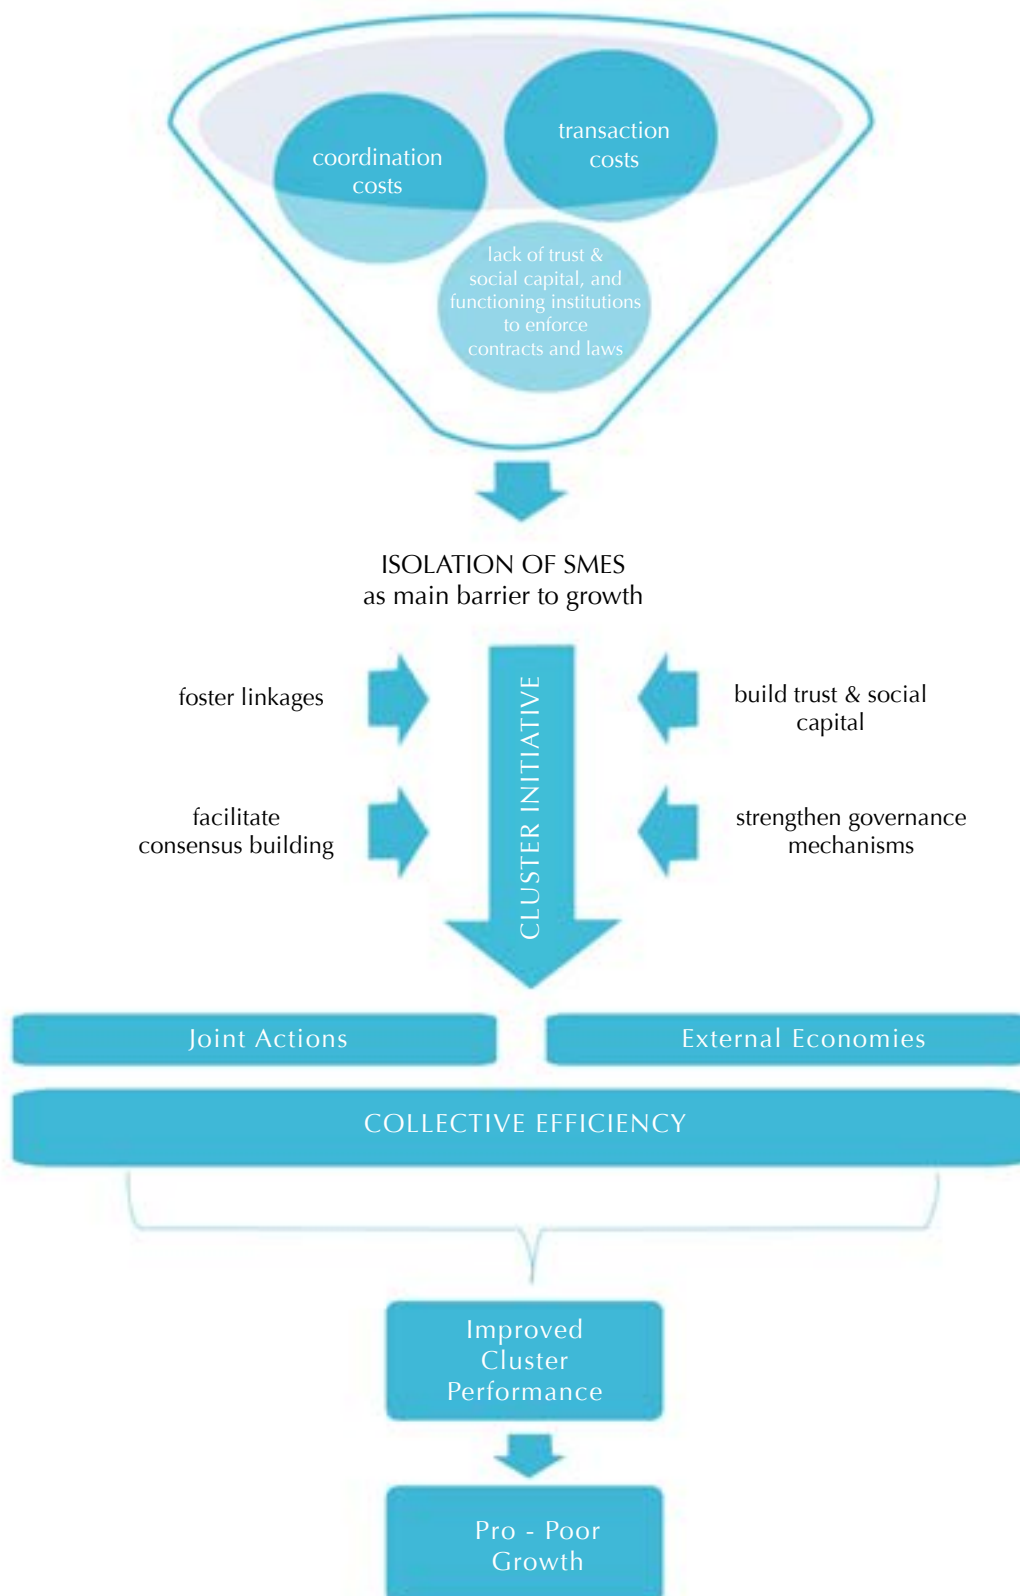 coordination
costs
transaction
costs
lack of trust &
social capital, and
functioning institutions
to enforce
contracts and laws
ISOLATION OF SMES
as main barrier to growth
foster linkages
build trust & social
capital
facilitate
consensus building
strengthen governance
mechanisms
CLUSTER INITIATIVE
Joint Actions
External Economies
COLLECTIVE EFFICIENCY
Improved
Cluster
Performance
Pro - Poor
Growth